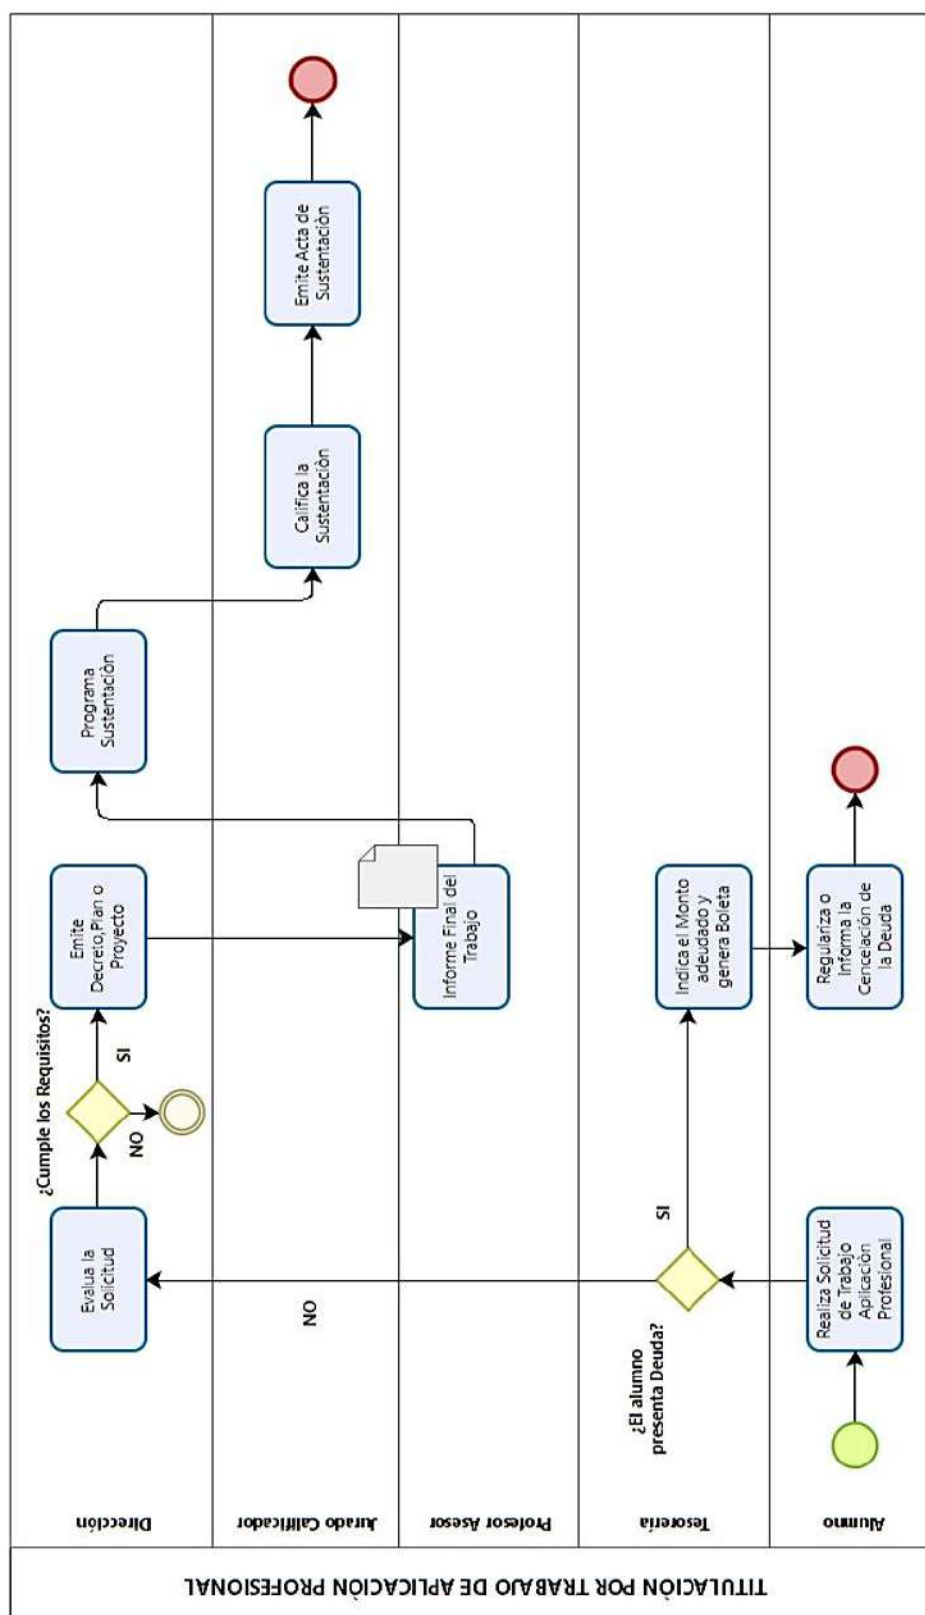 TITULACIÒN POR TRABAJO DE APLICACIÒN PROFESIONAL
Dirección
Evalua la
Solicitud
¿Cumple los Requisitos?
NO
SI
Emite
Decreto,Plan o
Proyecto
Programa
Sustentaciòn
Jurado Calificador
NO
Califica la
Sustentaciòn
Emite Acta de
Sustentaciòn
Profesor Asesor
Informe Final del
Trabajo
Tesorería
¿El alumno
presenta Deuda?
SI
Indica el Monto
adeudado y
genera Boleta
Alumno
Realiza Solicitud
de Trabajo
Aplicaciòn
Profesional
Regulariza o
Informa la
Cencelación de
la Deuda